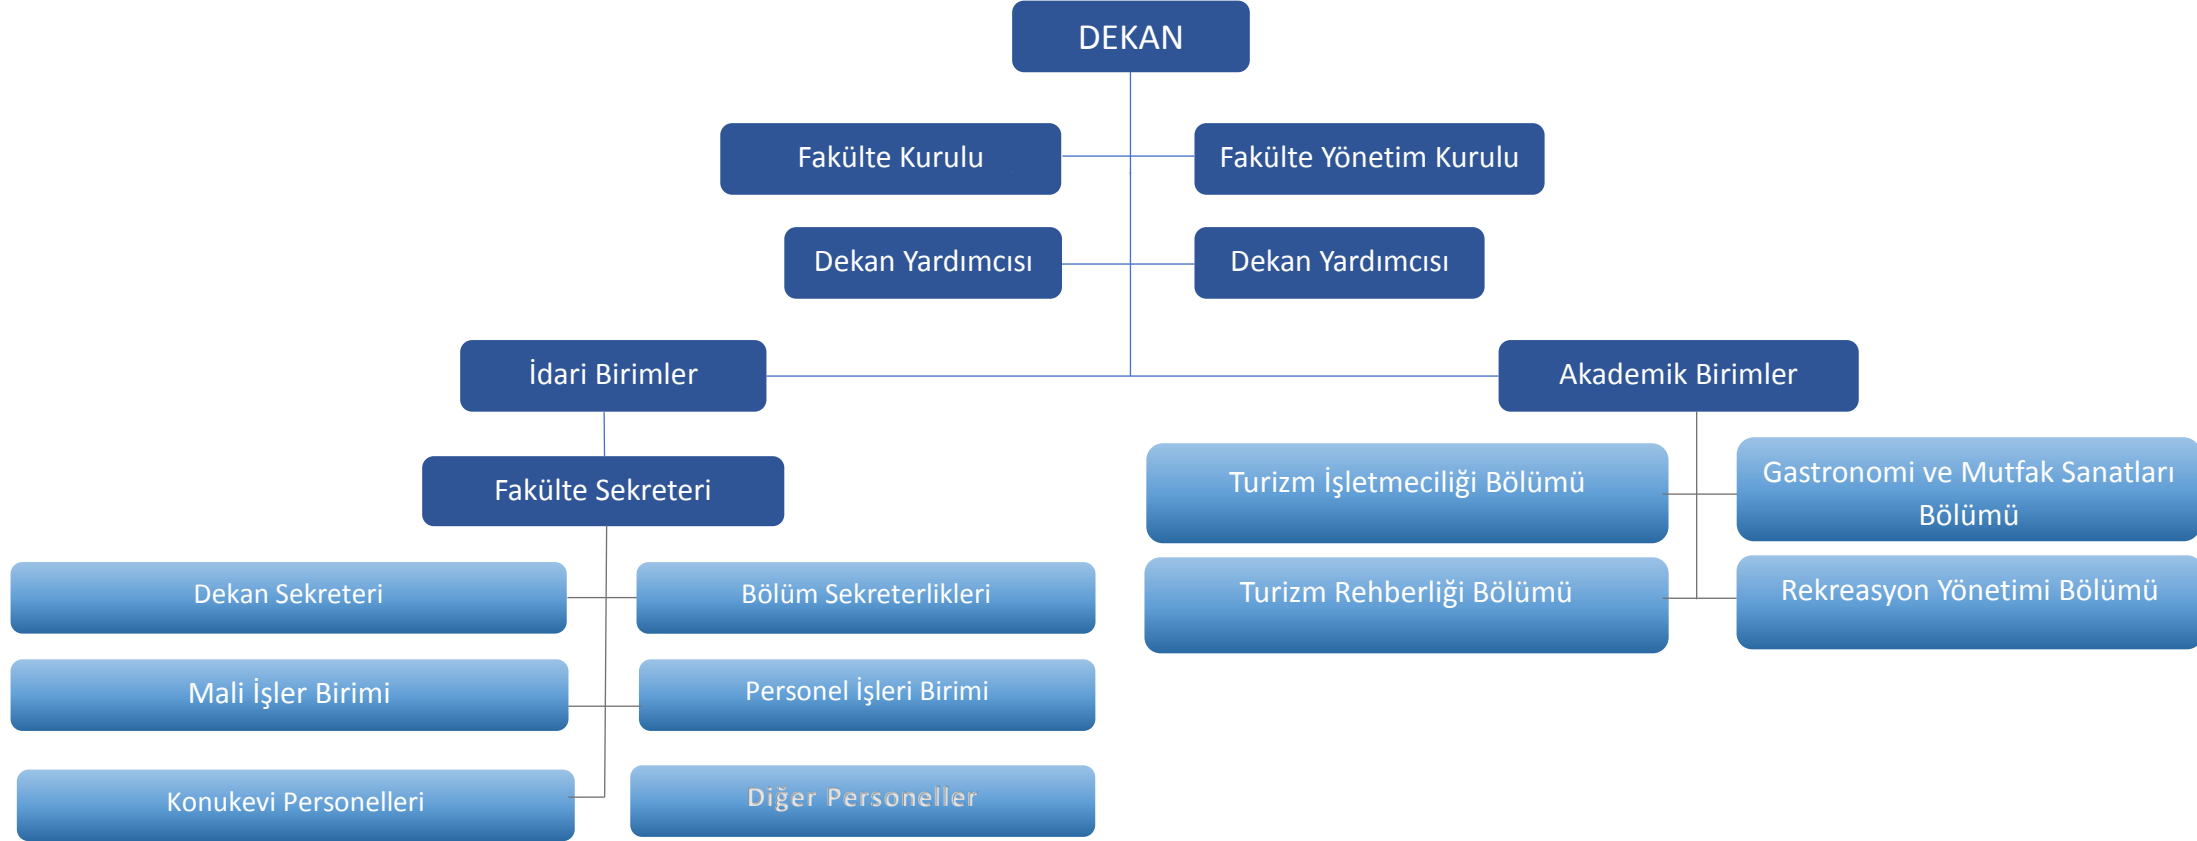 DEKAN
Fakülte Kurulu
Fakülte Yönetim Kurulu
Dekan Yardımcısı
Dekan Yardımcısı
İdari Birimler
Akademik Birimler
Fakülte Sekreteri
Turizm İşletmeciliği Bölümü
Gastronomi ve Mutfak Sanatları
Bölümü
Dekan Sekreteri
Bölüm Sekreterlikleri
Turizm Rehberliği Bölümü
Rekreasyon Yönetimi Bölümü
Mali İşler Birimi
Personel İşleri Birimi
Konukevi Personelleri
Diğer Personeller